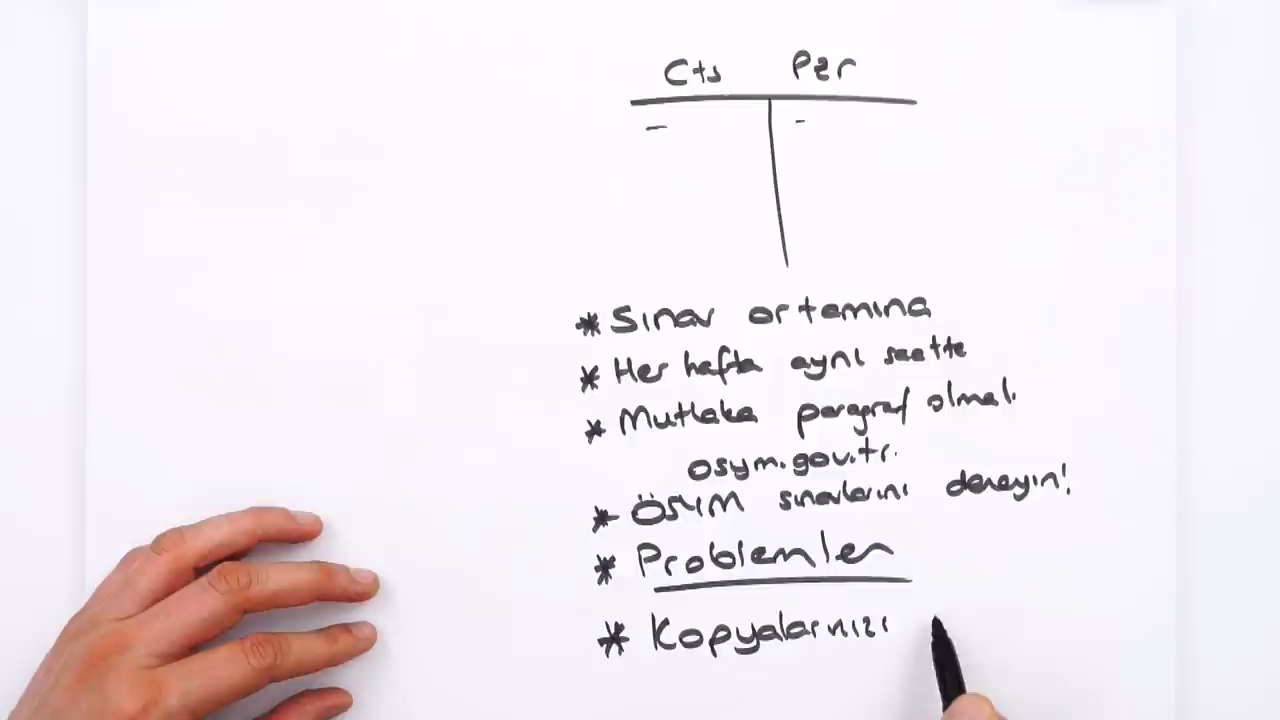 Cts Pzr
- -
* Sınav ortamına
* Her hafta aynı saatte
* Mutlaka paragraf olmalı
osym.gov.tr.
* ÖSYM sınavlarını deneyin!
* Problemler
* Kopyalarınızı